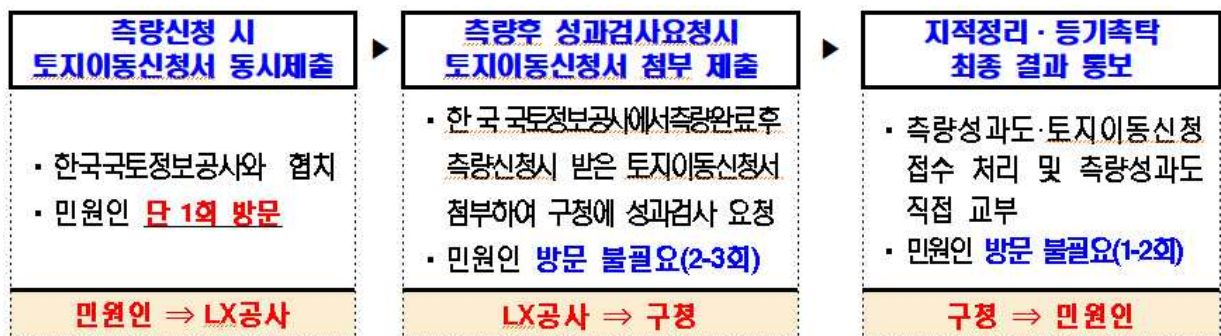 측량신청 시
토지이동신청서 동시제출
▶
측량후 성과검사요청시
토지이동신청서 첨부 제출
▶
지적정리·등기촉탁
최종 결과 통보
▪ 한국국토정보공사와 협치
▪ 민원인 단 1회 방문
▪ 한 국 국토정보공사에서측량완료후
측량신청시 받은 토지이동신청서
첨부하여 구청에 성과검사 요청
▪ 민원인 방문 불필요(2-3회)
▪ 측량성과도·토지이동신청
접수 처리 및 측량성과도
직접 교부
▪ 민원인 방문 불필요(1-2회)
민원인 ⇒ LX공사
LX공사 ⇒ 구청
구청 ⇒ 민원인